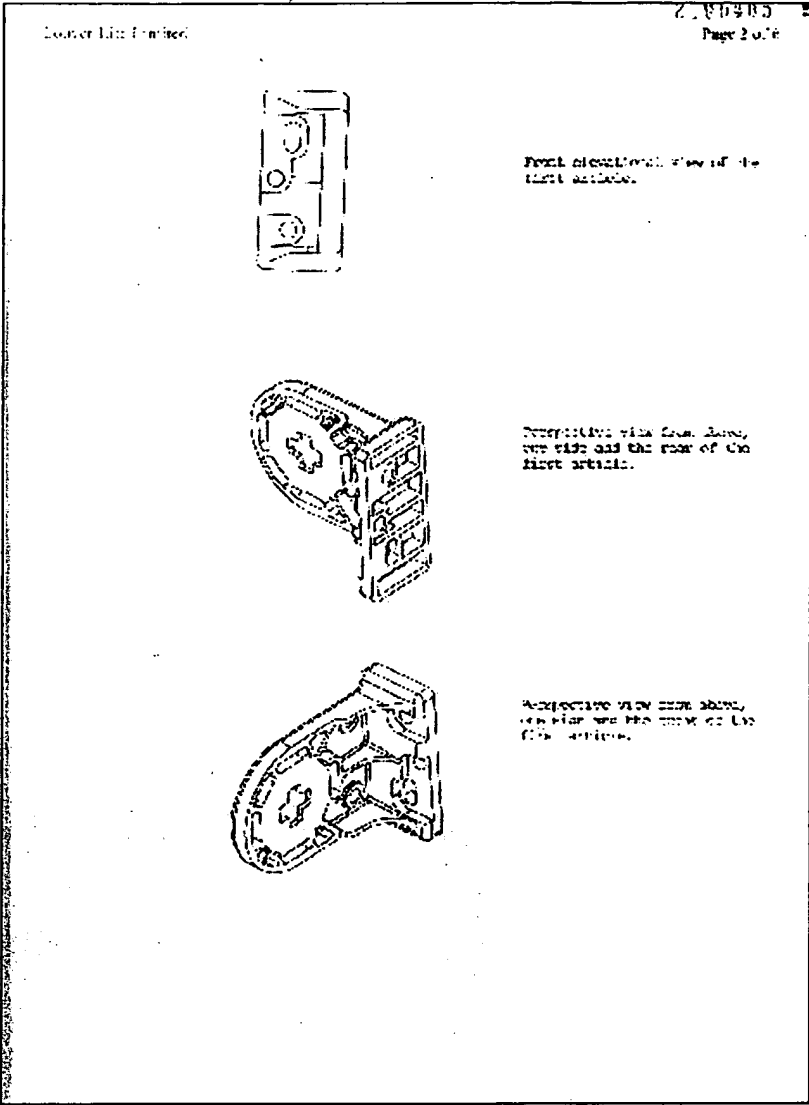 Page 2 of 6
Front elevational view of the
first article.
Perspective view from above,
one side and the rear of the
first article.
Perspective view from above,
one side and the front of the
first article.